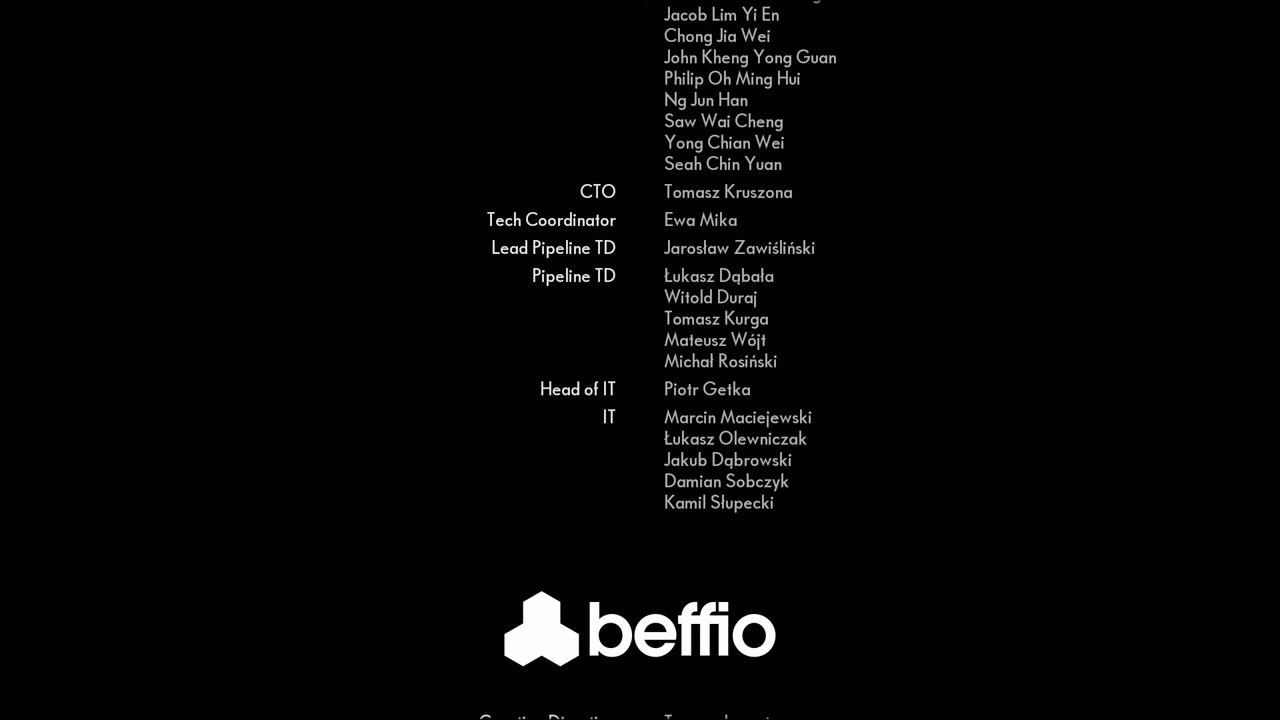 Jacob Lim Yi En
Chong Jia Wei
John Kheng Yong Guan
Philip Oh Ming Hui
Ng Jun Han
Saw Wai Cheng
Yong Chian Wei
Seah Chin Yuan
CTO Tomasz Kruszona
Tech Coordinator Ewa Mika
Lead Pipeline TD Jarosław Zawiśliński
Pipeline TD Łukasz Dąbała
Witold Duraj
Tomasz Kurga
Mateusz Wójt
Michał Rosiński
Head of IT Piotr Getka
IT Marcin Maciejewski
Łukasz Olewniczak
Jakub Dąbrowski
Damian Sobczyk
Kamil Słupecki
beffio